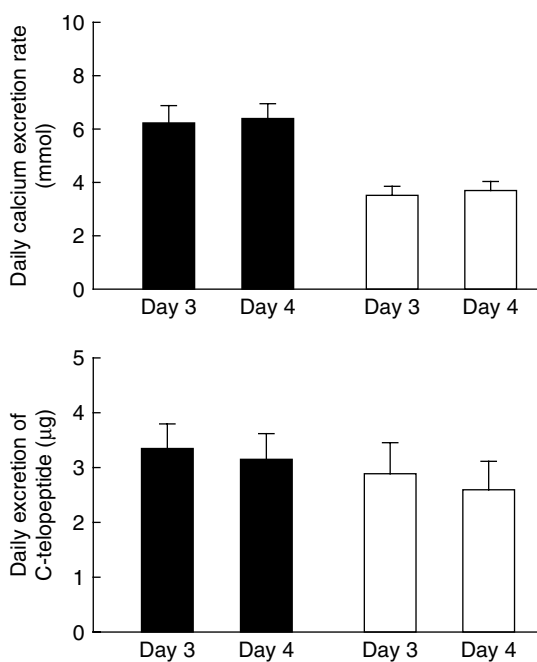 Daily calcium excretion rate
(mmol)
10
8
6
4
2
0
Day 3
Day 4
Day 3
Day 4
Daily excretion of
C-telopeptide (μg)
5
4
3
2
1
0
Day 3
Day 4
Day 3
Day 4